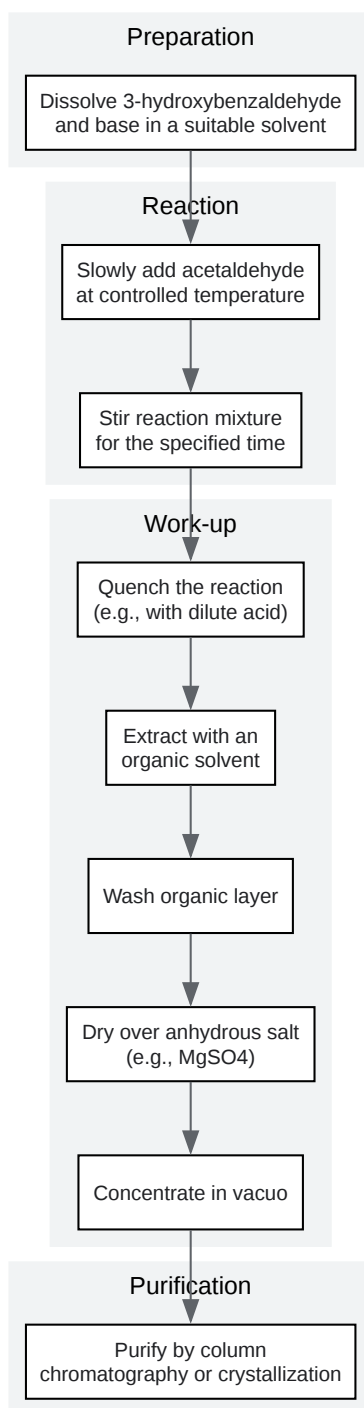 Preparation
Dissolve 3-hydroxybenzaldehyde
and base in a suitable solvent
Reaction
Slowly add acetaldehyde
at controlled temperature
Stir reaction mixture
for the specified time
Work-up
Quench the reaction
(e.g., with dilute acid)
Extract with an
organic solvent
Wash organic layer
Dry over anhydrous salt
(e.g., MgSO4)
Concentrate in vacuo
Purification
Purify by column
chromatography or crystallization